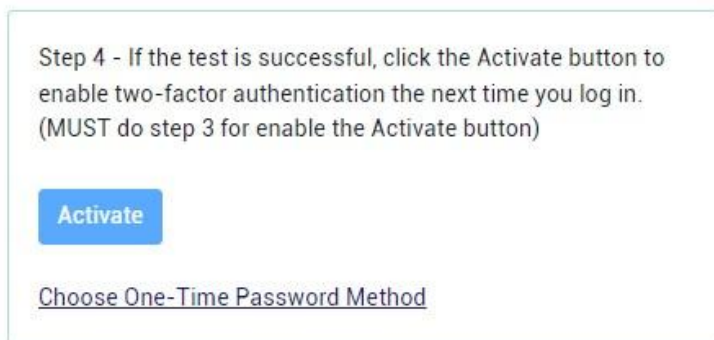 Step 4 - If the test is successful, click the Activate button to
enable two-factor authentication the next time you log in.
(MUST do step 3 for enable the Activate button)
Activate
Choose One-Time Password Method